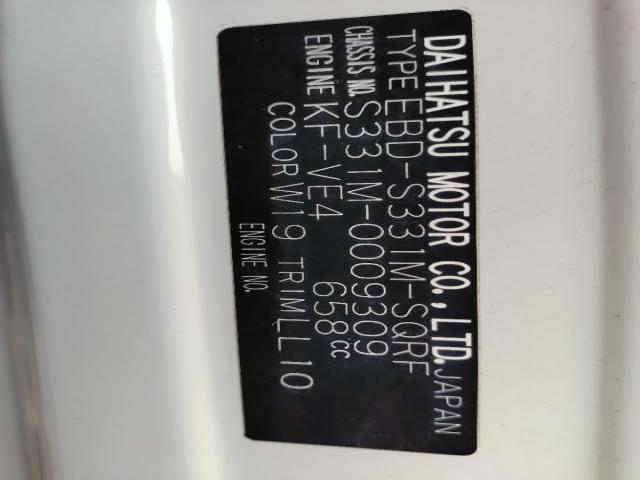 DAIHATSU MOTOR CO., LTD. JAPAN
TYPE EBD-S331M-SQRF
CHASSIS NO. S331M-0009309
ENGINE KF-VE4 658cc
COLOR W19 TRIM LL10
ENGINE NO.